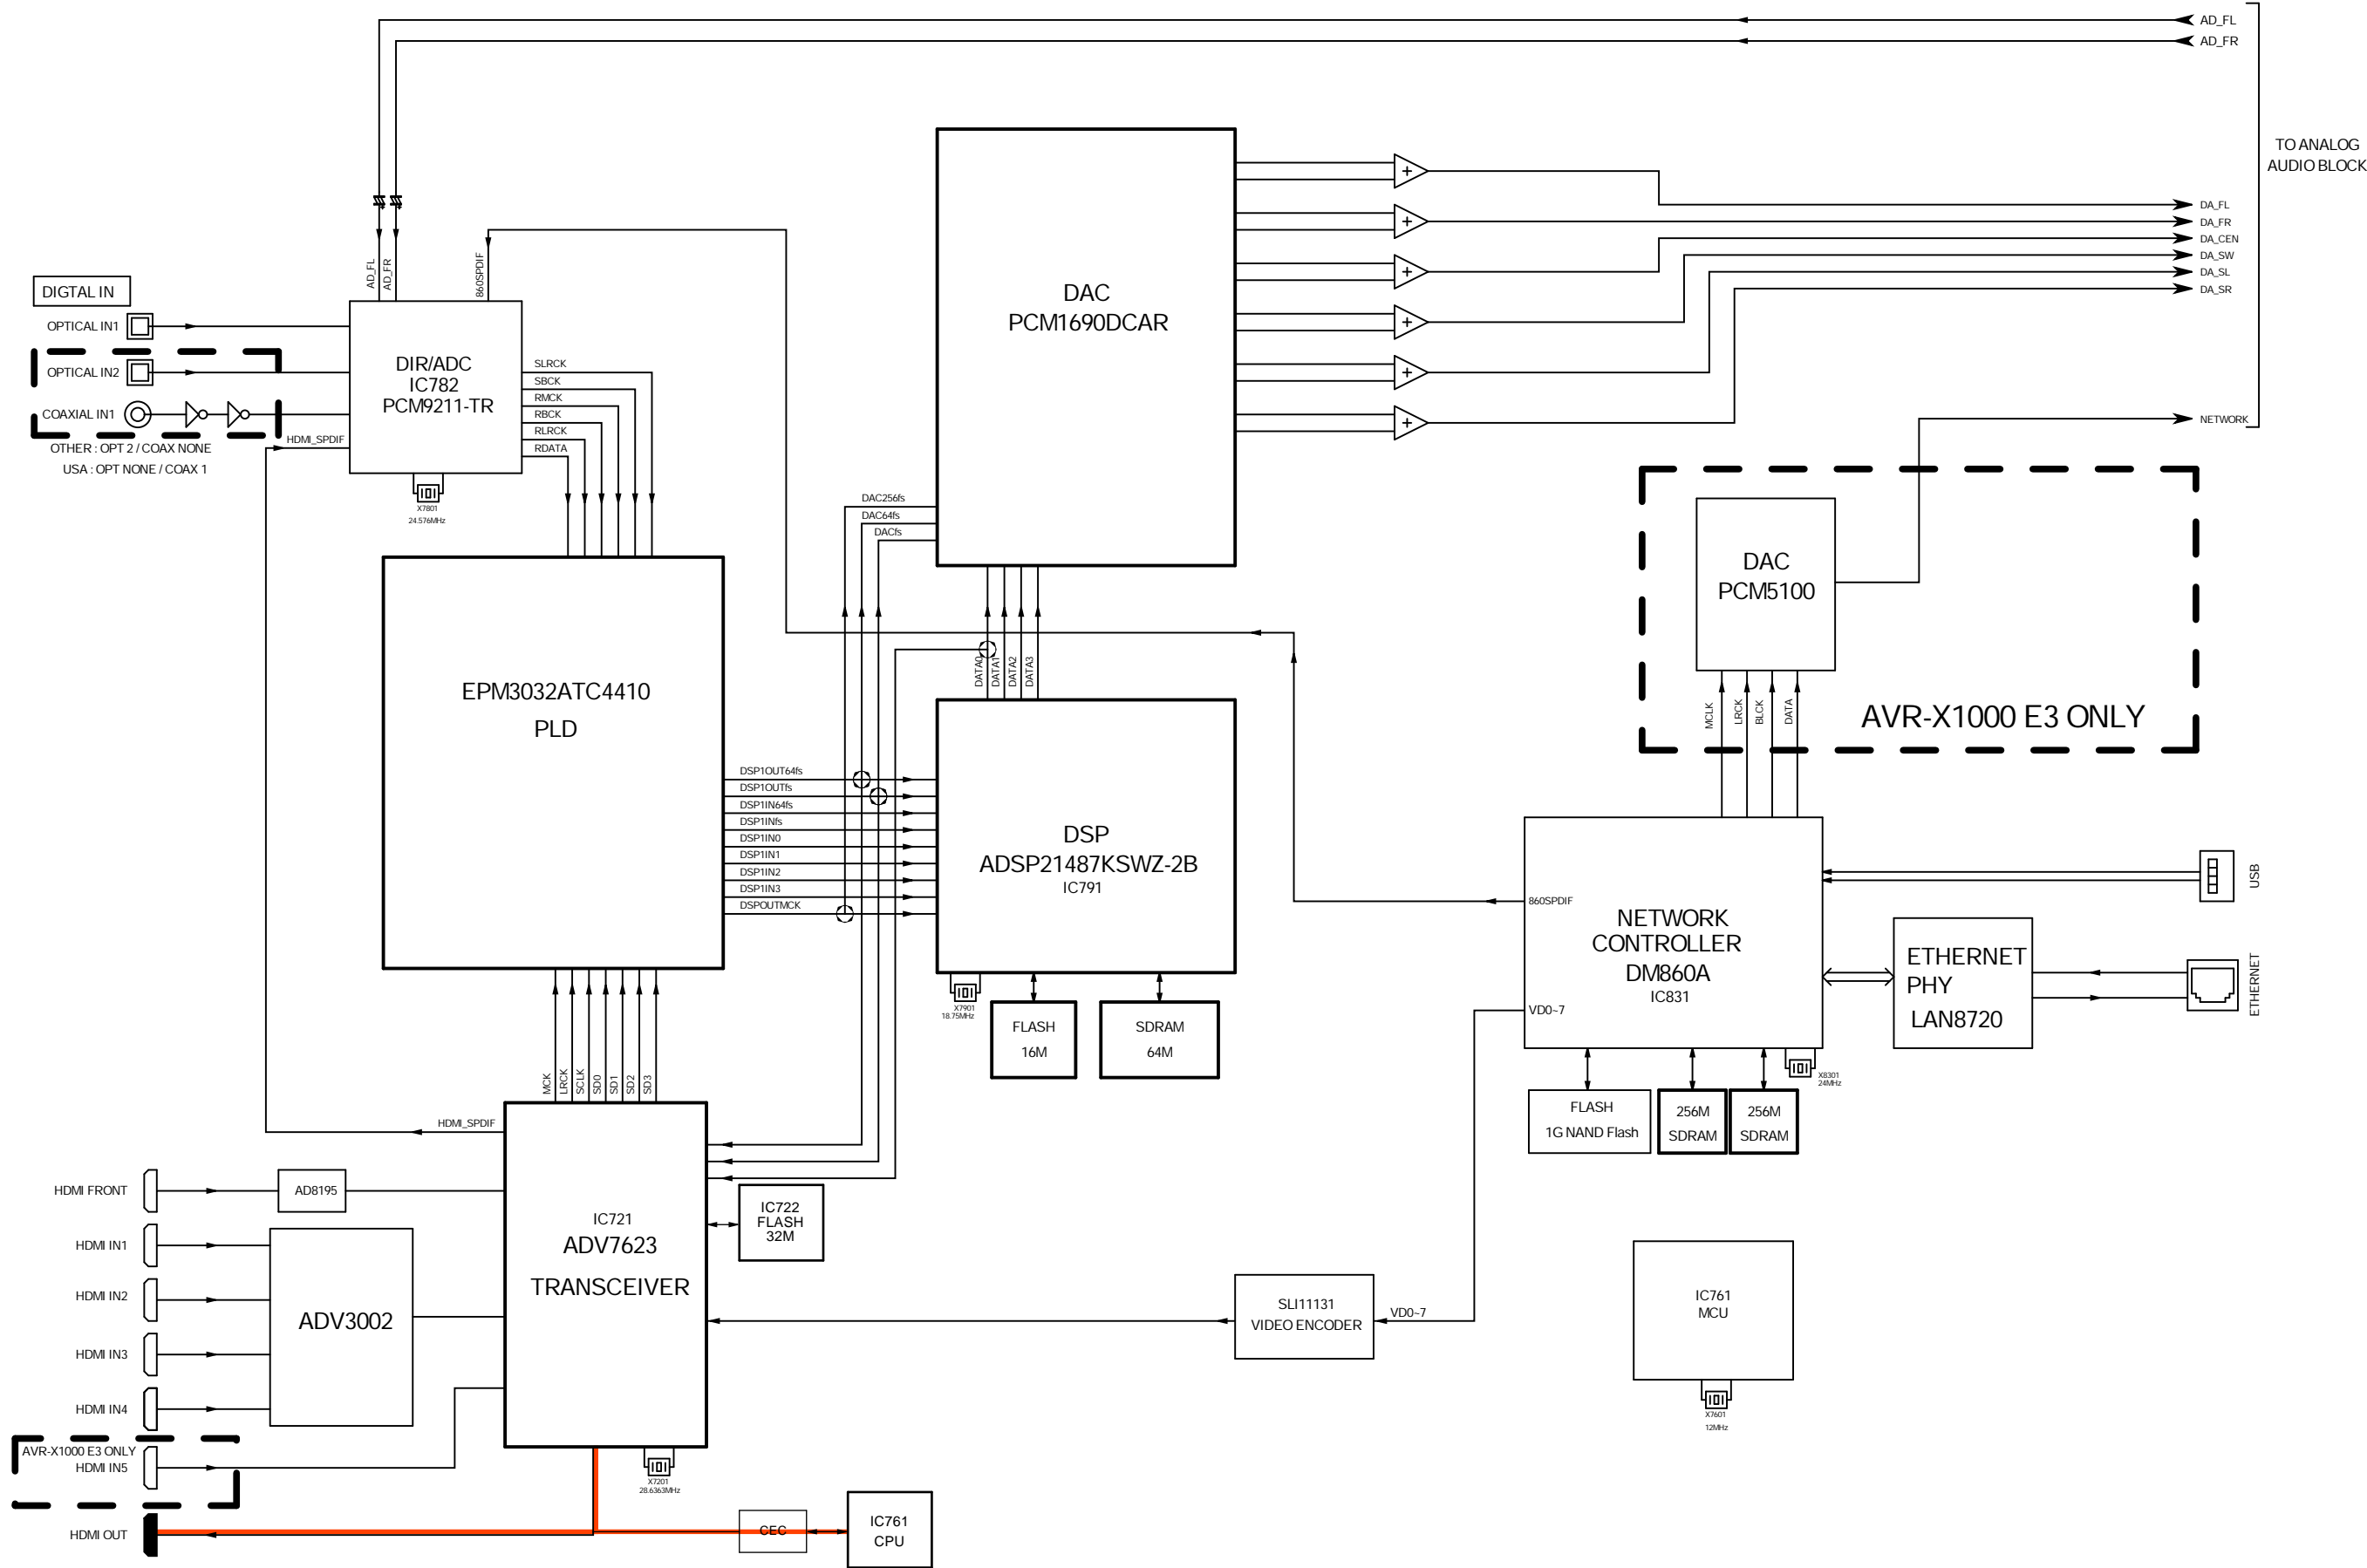 AD_FL
AD_FR
TO ANALOG
AUDIO BLOCK
DA_FL
DA_FR
DA_CEN
DA_SW
DA_SL
DA_SR
NETWORK
AD_FL
AD_FR
860SPDIF
DIGTAL IN
OPTICAL IN1
OPTICAL IN2
COAXIAL IN1
OTHER : OPT 2 / COAX NONE
USA : OPT NONE / COAX 1
HDMI_SPDIF
DIR/ADC
IC782
PCM9211-TR
SLRCK
SBCK
RMCK
RBCK
RLRCK
RDATA
X7801
24.576MHz
DAC
PCM1690DCAR
DAC256fs
DAC64fs
DACfs
DATA0
DATA1
DATA2
DATA3
DAC
PCM5100
AVR-X1000 E3 ONLY
MCLK
LRCK
BLCK
DATA
EPM3032ATC4410
PLD
DSP1OUT64fs
DSP1OUTfs
DSP1IN64fs
DSP1INfs
DSP1IN0
DSP1IN1
DSP1IN2
DSP1IN3
DSPOUTMCK
DSP
ADSP21487KSWZ-2B
IC791
X7901
18.75MHz
FLASH
16M
SDRAM
64M
860SPDIF
NETWORK
CONTROLLER
DM860A
IC831
VD0~7
X8301
24MHz
USB
ETHERNET
PHY
LAN8720
ETHERNET
FLASH
1G NAND Flash
256M
SDRAM
256M
SDRAM
MCK
LRCK
SCLK
SD0
SD1
SD2
SD3
HDMI_SPDIF
HDMI FRONT
AD8195
HDMI IN1
HDMI IN2
HDMI IN3
HDMI IN4
ADV3002
AVR-X1000 E3 ONLY
HDMI IN5
HDMI OUT
IC721
ADV7623
TRANSCEIVER
IC722
FLASH
32M
X7201
28.6363MHz
CEC
IC761
CPU
SLI11131
VIDEO ENCODER
VD0~7
IC761
MCU
X7601
12MHz